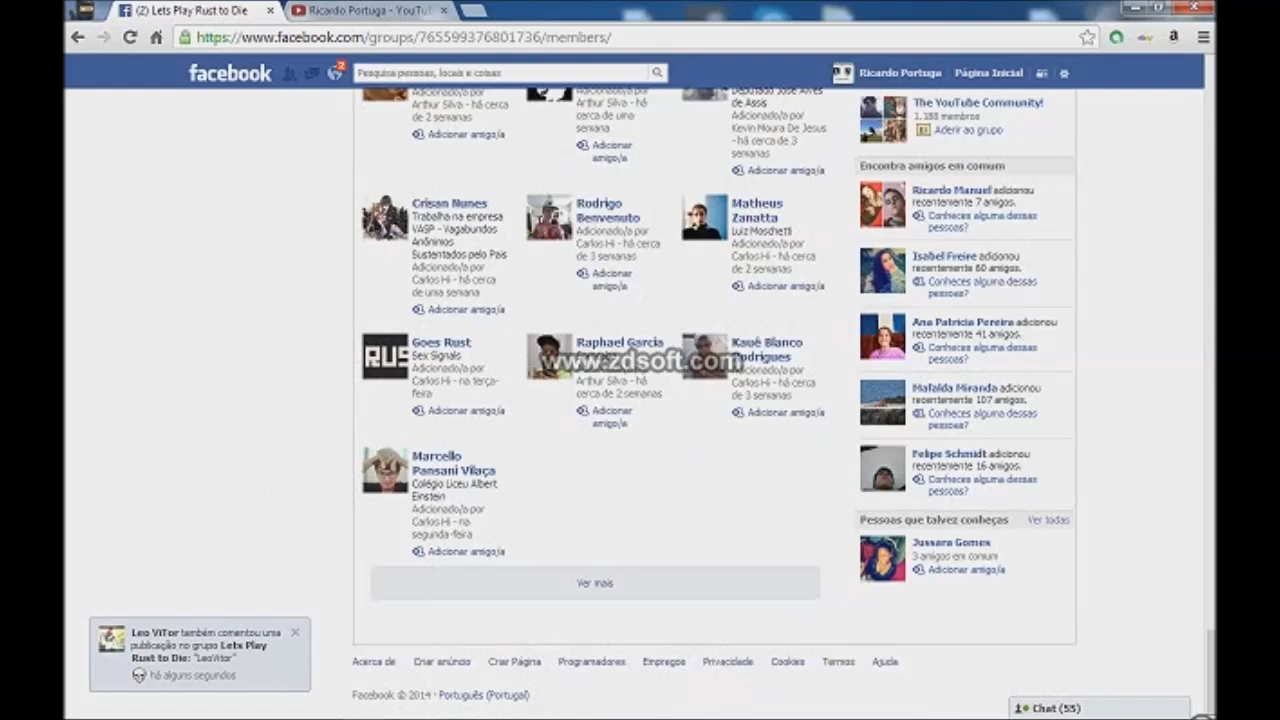 (2) Lets Play Rust to Die
Ricardo Portuga - YouTu
https://www.facebook.com/groups/765599376801736/members/
facebook
2
Pesquisa pessoas, locais e coisas
Ricardo Portuga
Página Inicial
Adicionado/a por
Arthur Silva - há cerca
de 2 semanas
Adicionar amigo/a
Adicionado/a por
Arthur Silva - há
cerca de uma
semana
Adicionar
amigo/a
Deputado José Alves
de Assis
Adicionado/a por
Kevin Moura De Jesus
- há cerca de 3
semanas
Adicionar amigo/a
Crisan Nunes
Trabalha na empresa
VASP - Vagabundos
Anônimos
Sustentados pelo Pais
Adicionado/a por
Carlos Hi - há cerca
de uma semana
Adicionar amigo/a
Rodrigo
Benvenuto
Adicionado/a por
Carlos Hi - há cerca
de 3 semanas
Adicionar
amigo/a
Matheus
Zanatta
Luiz Moschetti
Adicionado/a por
Carlos Hi - há cerca
de 2 semanas
Adicionar amigo/a
RUS
Goes Rust
Sex Signals
Adicionado/a por
Carlos Hi - na terça-
feira
Adicionar amigo/a
Raphael Garcia
Arthur Silva - há
cerca de 2 semanas
Adicionar
amigo/a
Kauê Blanco
Rodrigues
Adicionado/a por
Carlos Hi - há cerca
de 3 semanas
Adicionar amigo/a
www.zdsoft.com
Marcello
Pansani Vilaça
Colégio Liceu Albert
Einstein
Adicionado/a por
Carlos Hi - na
segunda-feira
Adicionar amigo/a
Ver mais
The YouTube Community!
1.188 membros
Aderir ao grupo
Encontra amigos em comum
Ricardo Manuel adicionou
recentemente 7 amigos.
Conheces alguma dessas
pessoas?
Isabel Freire adicionou
recentemente 60 amigos.
Conheces alguma dessas
pessoas?
Ana Patricia Pereira adicionou
recentemente 41 amigos.
Conheces alguma dessas
pessoas?
Mafalda Miranda adicionou
recentemente 107 amigos.
Conheces alguma dessas
pessoas?
Felipe Schmidt adicionou
recentemente 16 amigos.
Conheces alguma dessas
pessoas?
Pessoas que talvez conheças
Ver todas
Jussara Gomes
3 amigos em comum
Adicionar amigo/a
Leo ViTor também comentou uma
publicação no grupo Lets Play
Rust to Die: "LeoVitor"
há alguns segundos
Acerca de
Criar anúncio
Criar Página
Programadores
Empregos
Privacidade
Cookies
Termos
Ajuda
Facebook © 2014 · Português (Portugal)
Chat (55)